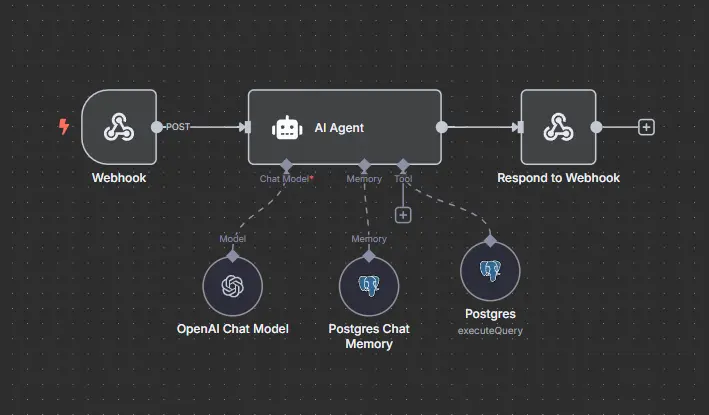 POST
AI Agent
Webhook
Chat Model*
Memory
Tool
Respond to Webhook
Model
Memory
OpenAI Chat Model
Postgres Chat
Memory
Postgres
executeQuery